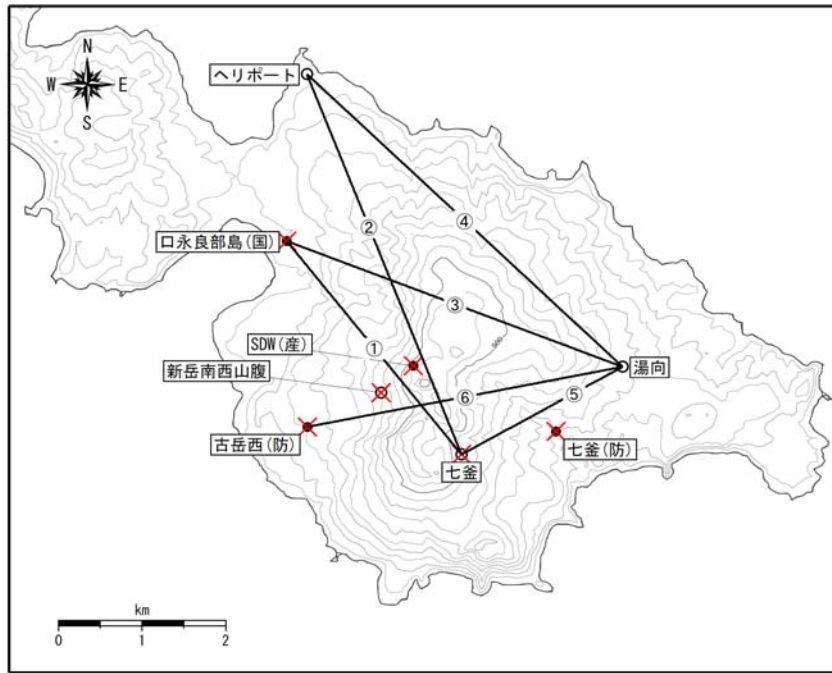 N
W E
S
ヘリポート
②
④
口永良部島(国)
③
500
SDW(産)
①
新岳南西山腹
湯向
⑥
⑤
古岳西(防)
七釜(防)
七釜
km
0 1 2